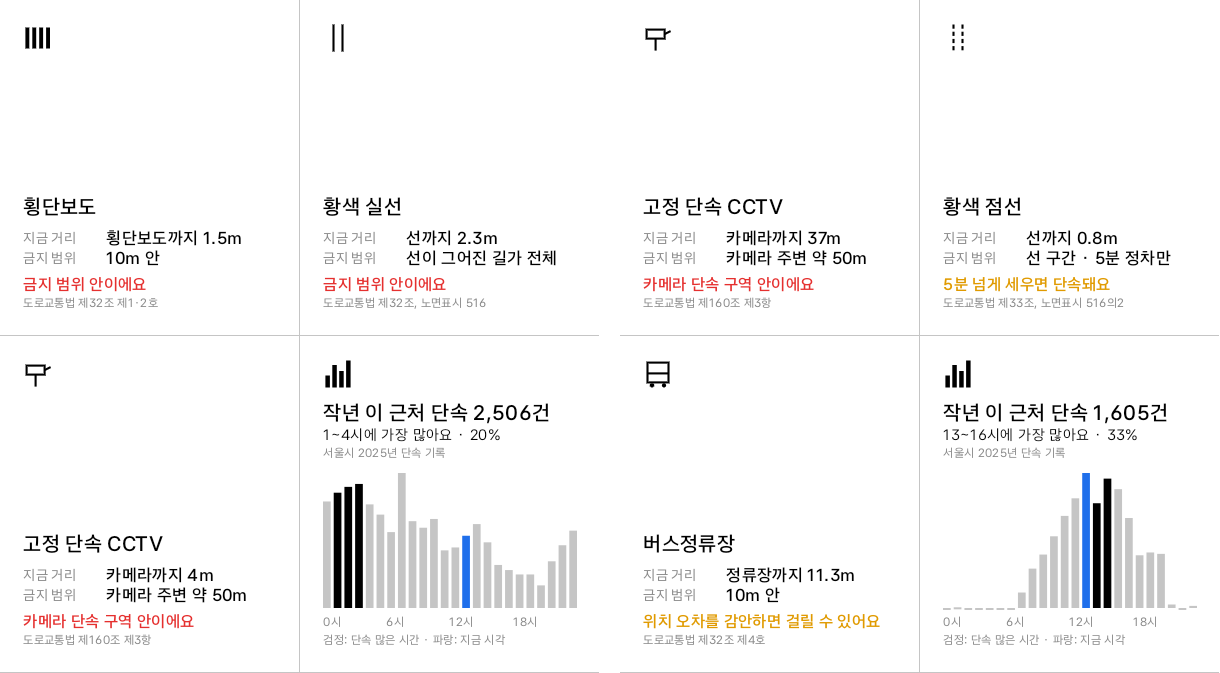 횡단보도
지금 거리 횡단보도까지 1.5m
금지 범위 10m 안
금지 범위 안이에요
도로교통법 제32조 제1·2호
황색 실선
지금 거리 선까지 2.3m
금지 범위 선이 그어진 길가 전체
금지 범위 안이에요
도로교통법 제32조, 노면표시 516
고정 단속 CCTV
지금 거리 카메라까지 37m
금지 범위 카메라 주변 약 50m
카메라 단속 구역 안이에요
도로교통법 제160조 제3항
황색 점선
지금 거리 선까지 0.8m
금지 범위 선 구간 · 5분 정차만
5분 넘게 세우면 단속돼요
도로교통법 제33조, 노면표시 516의2
고정 단속 CCTV
지금 거리 카메라까지 4m
금지 범위 카메라 주변 약 50m
카메라 단속 구역 안이에요
도로교통법 제160조 제3항
작년 이 근처 단속 2,506건
1~4시에 가장 많아요 · 20%
서울시 2025년 단속 기록
0시 6시 12시 18시
검정: 단속 많은 시간 · 파랑: 지금 시각
버스정류장
지금 거리 정류장까지 11.3m
금지 범위 10m 안
위치 오차를 감안하면 걸릴 수 있어요
도로교통법 제32조 제4호
작년 이 근처 단속 1,605건
13~16시에 가장 많아요 · 33%
서울시 2025년 단속 기록
0시 6시 12시 18시
검정: 단속 많은 시간 · 파랑: 지금 시각